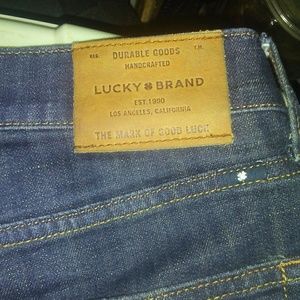 REG. DURABLE GOODS T.M.
HANDCRAFTED
LUCKY BRAND
EST. 1990
LOS ANGELES, CALIFORNIA
THE MARK OF GOOD LUCK